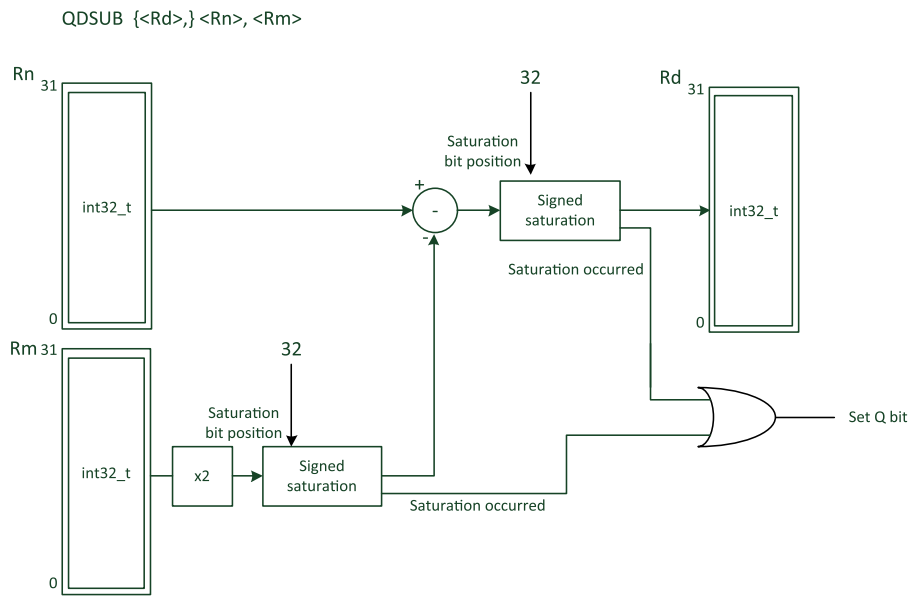 QDSUB {<Rd>,} <Rn>, <Rm>
Rn
31
int32_t
0
32
Saturation
bit position
+
-
-
Signed
saturation
Saturation occurred
Rd
31
int32_t
0
Rm
31
int32_t
0
x2
32
Saturation
bit position
Signed
saturation
Saturation occurred
Set Q bit